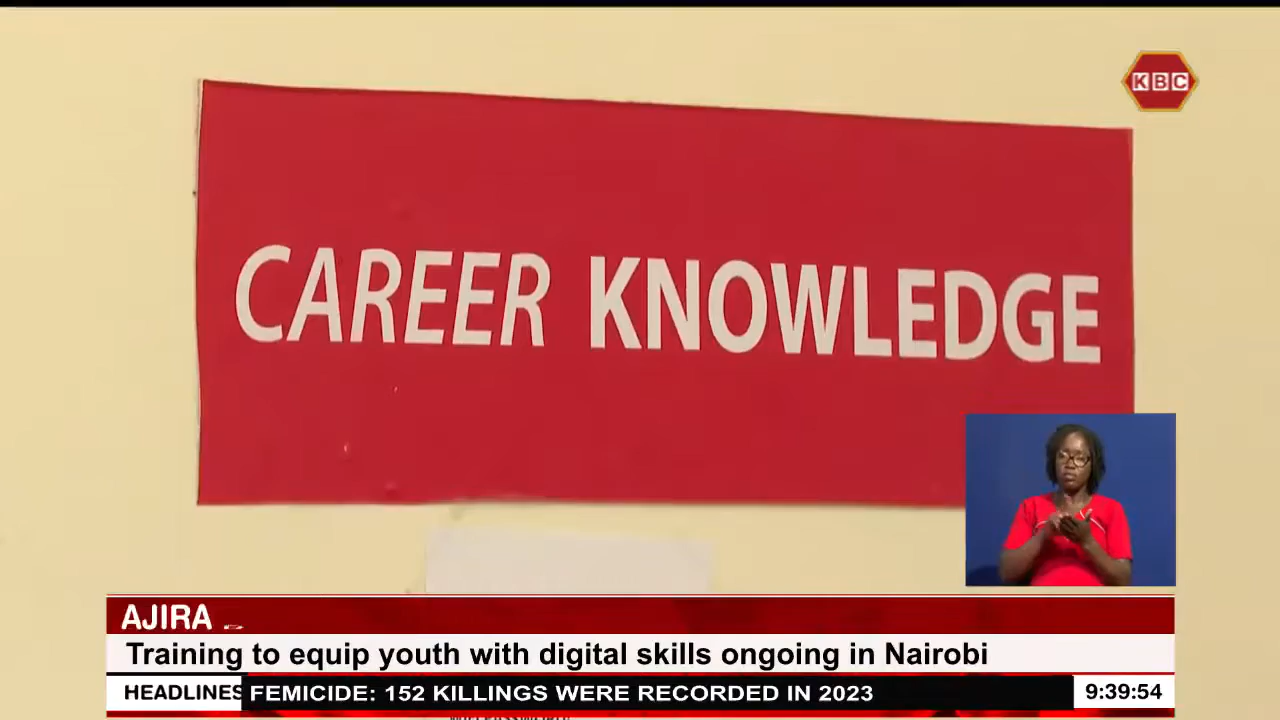 KBC
CAREER KNOWLEDGE
AJIRA
Training to equip youth with digital skills ongoing in Nairobi
HEADLINES FEMICIDE: 152 KILLINGS WERE RECORDED IN 2023 9:39:54